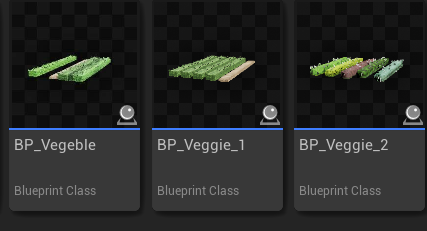 BP_Vegeble
Blueprint Class
BP_Veggie_1
Blueprint Class
BP_Veggie_2
Blueprint Class